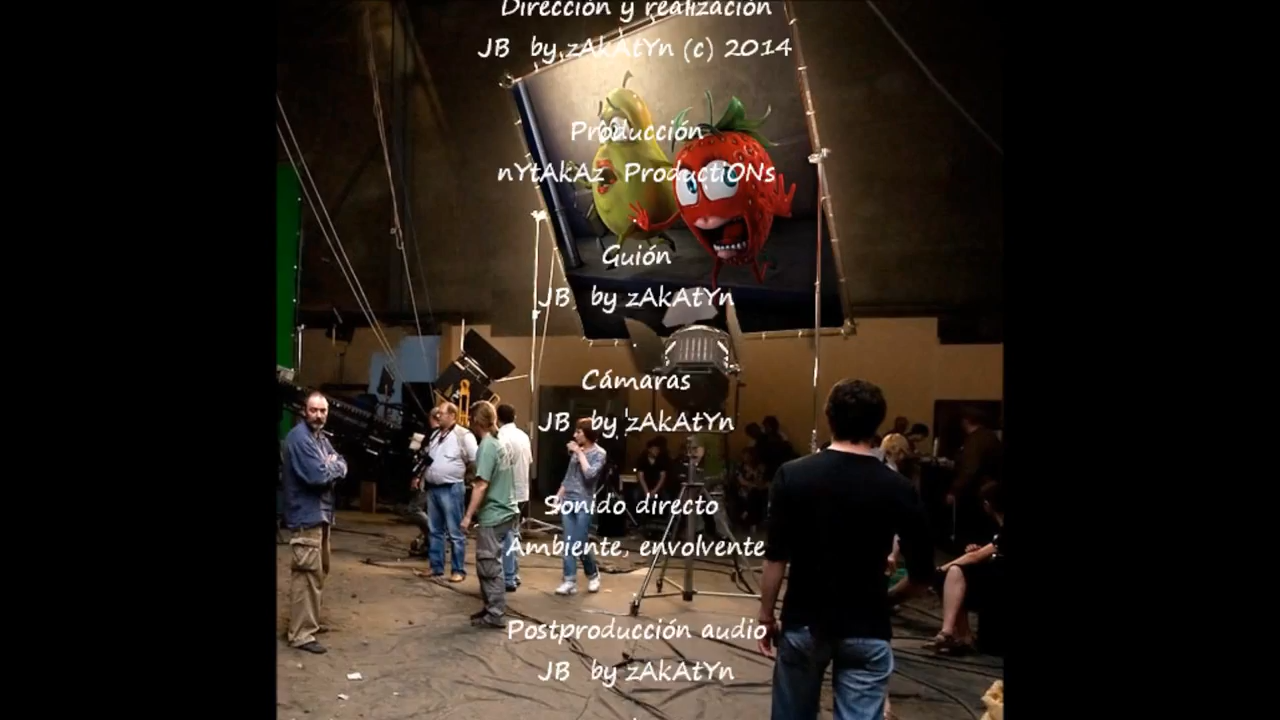 Dirección y realización
JB by zAkAtYn (c) 2014
Producción
nYtAkAz ProductiONs
Guión
JB by zAkAtYn
Cámaras
JB by zAkAtYn
Sonido directo
Ambiente, envolvente
Postproducción audio
JB by zAkAtYn